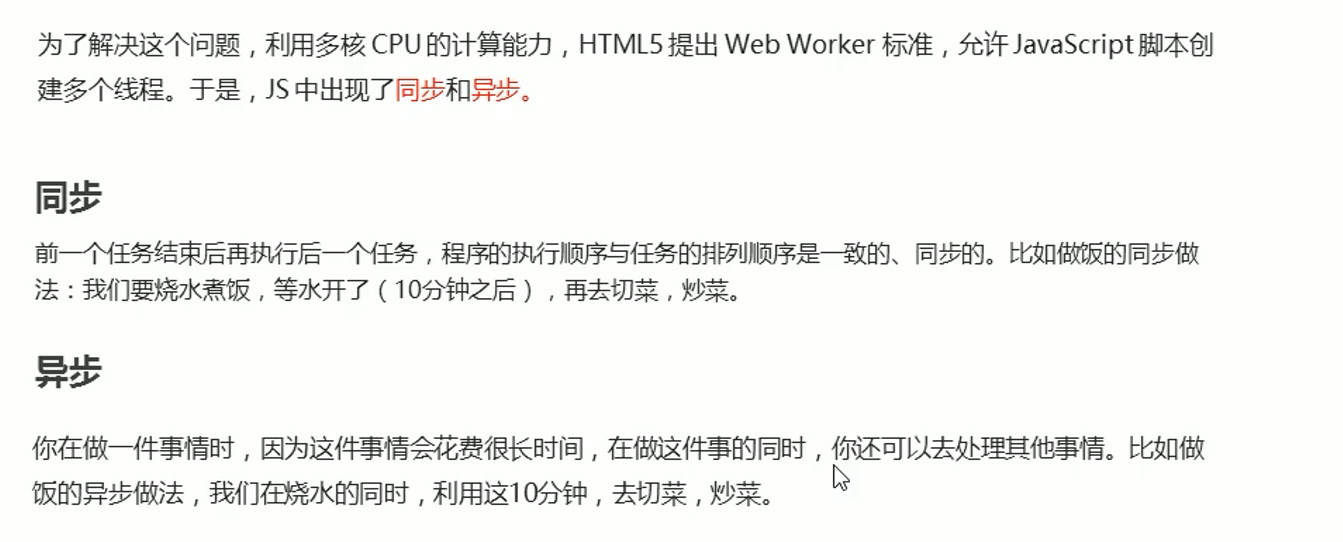 为了解决这个问题，利用多核 CPU 的计算能力，HTML5 提出 Web Worker 标准，允许 JavaScript 脚本创
建多个线程。于是，JS 中出现了同步和异步。
同步
前一个任务结束后再执行后一个任务，程序的执行顺序与任务的排列顺序是一致的、同步的。比如做饭的同步做
法：我们要烧水煮饭，等水开了（10分钟之后），再去切菜，炒菜。
异步
你在做一件事情时，因为这件事情会花费很长时间，在做这件事的同时，你还可以去处理其他事情。比如做
饭的异步做法，我们在烧水的同时，利用这10分钟，去切菜，炒菜。